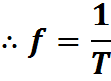 ∴ f = 1/T